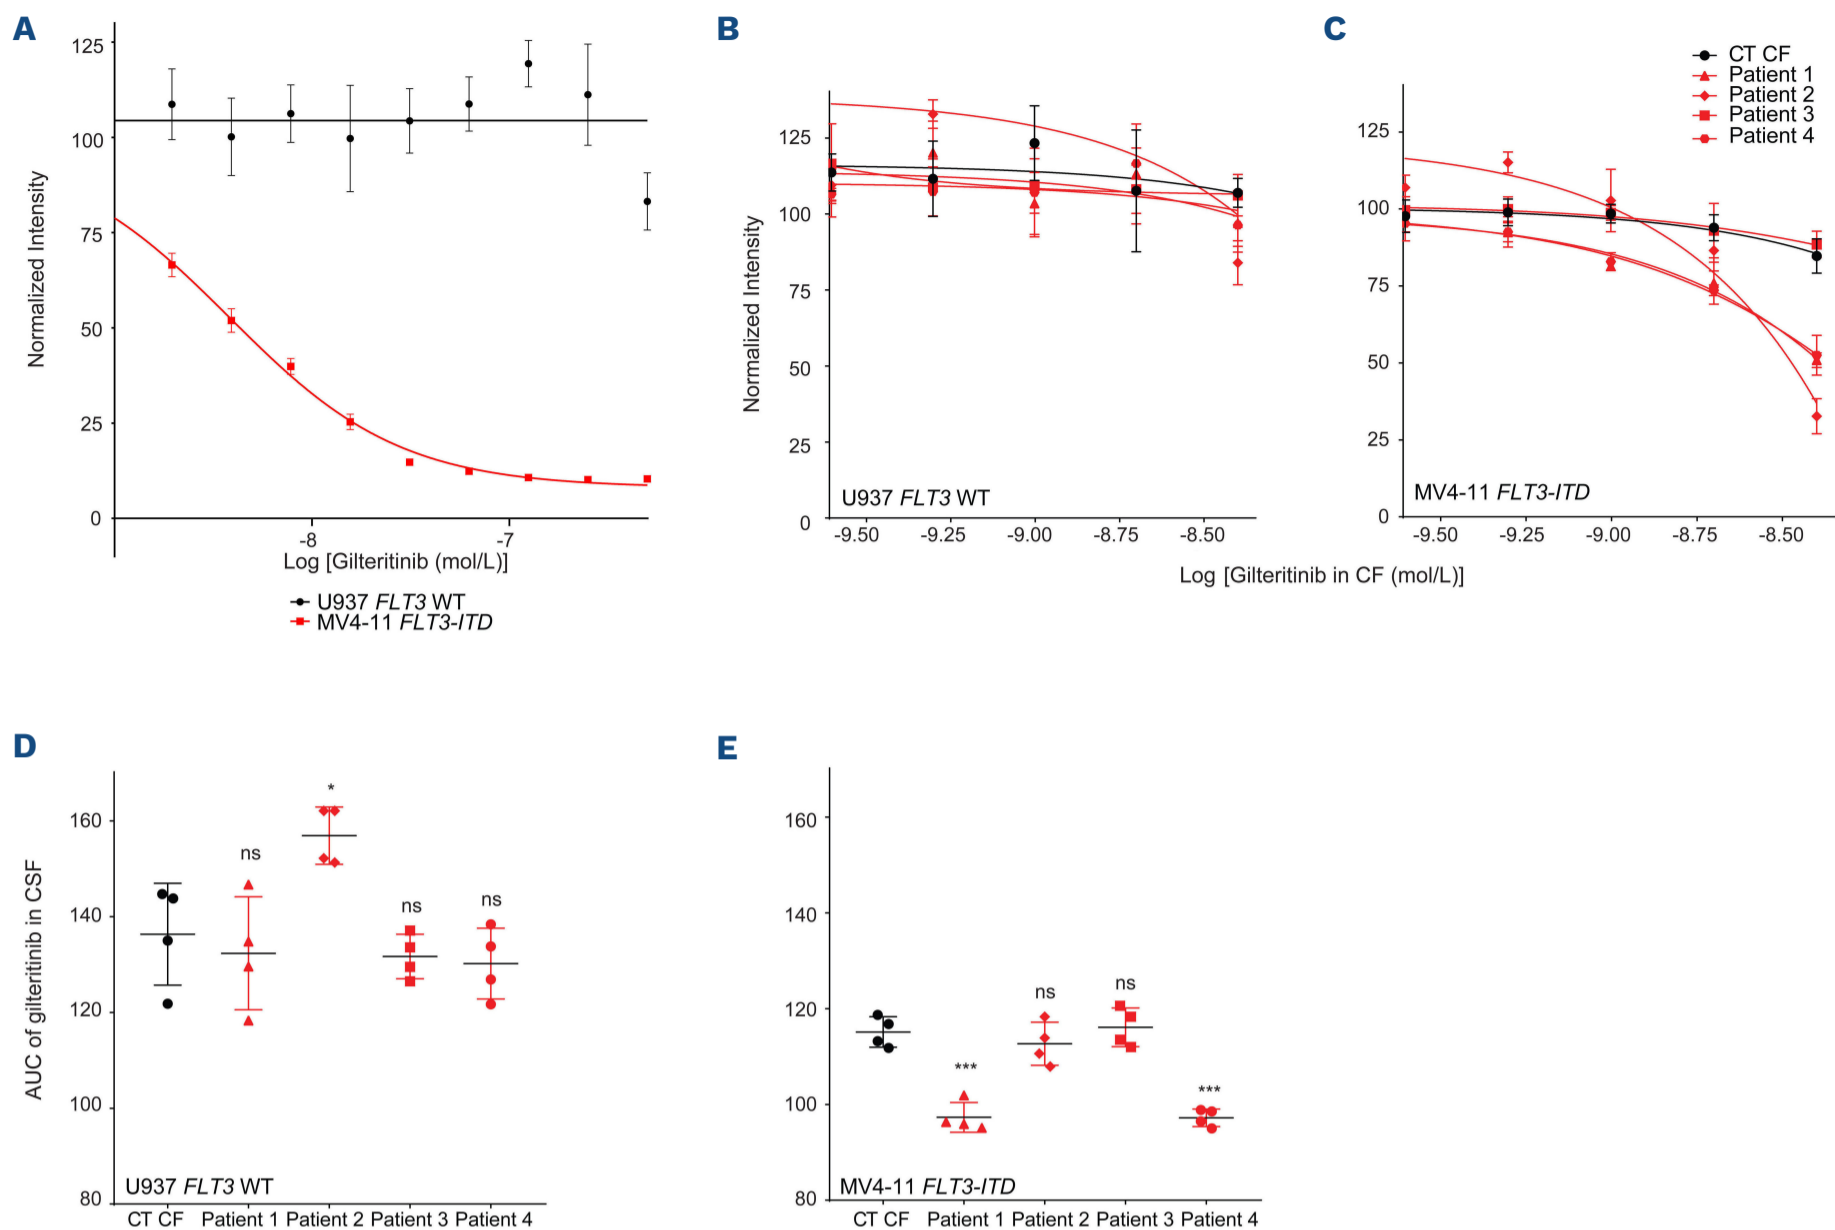 A
125
100
75
50
25
0
Normalized Intensity
-8
-7
Log [Gilteritinib (mol/L)]
U937 FLT3 WT
MV4-11 FLT3-ITD
B
125
100
75
50
25
0
Normalized Intensity
U937 FLT3 WT
-9.50
-9.25
-9.00
-8.75
-8.50
C
CT CF
Patient 1
Patient 2
Patient 3
Patient 4
125
100
75
50
25
0
MV4-11 FLT3-ITD
-9.50
-9.25
-9.00
-8.75
-8.50
Log [Gilteritinib in CF (mol/L)]
D
160
140
120
100
80
AUC of gilteritinib in CSF
ns
*
ns
ns
U937 FLT3 WT
CT CF
Patient 1
Patient 2
Patient 3
Patient 4
E
160
140
120
100
80
***
ns
ns
***
MV4-11 FLT3-ITD
CT CF
Patient 1
Patient 2
Patient 3
Patient 4